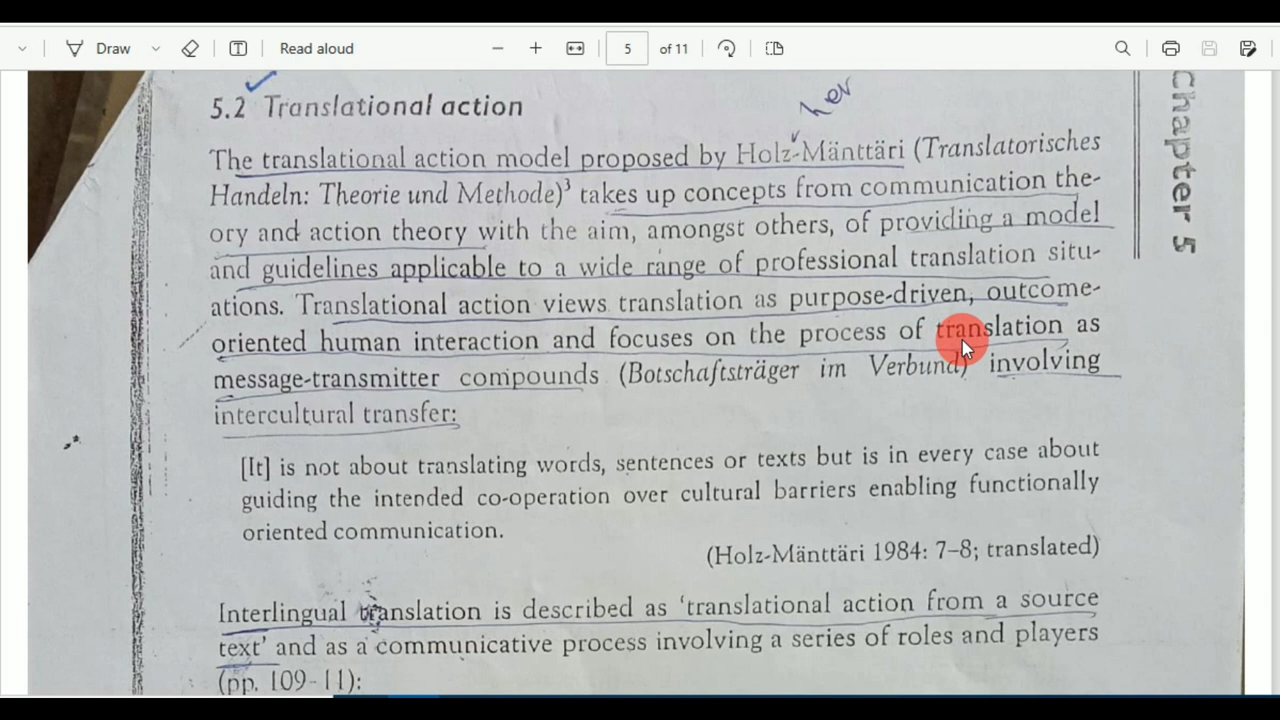 Draw
Read aloud
5
of 11
Chapter 5
5.2 Translational action
her
The translational action model proposed by Holz-Mänttäri (Translatorisches
Handeln: Theorie und Methode)³ takes up concepts from communication the-
ory and action theory with the aim, amongst others, of providing a model
and guidelines applicable to a wide range of professional translation situ-
ations. Translational action views translation as purpose-driven, outcome-
oriented human interaction and focuses on the process of translation as
message-transmitter compounds (Botschaftsträger im Verbund) involving
intercultural transfer:
[It] is not about translating words, sentences or texts but is in every case about
guiding the intended co-operation over cultural barriers enabling functionally
oriented communication.
(Holz-Mänttäri 1984: 7–8; translated)
Interlingual translation is described as ‘translational action from a source
text’ and as a communicative process involving a series of roles and players
(pp. 109-11):